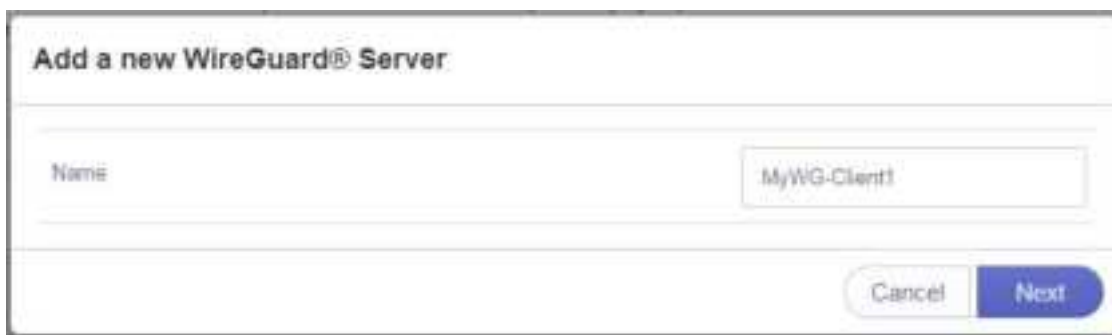 Add a new WireGuard® Server
Name
MyWG-Client1
Cancel
Next